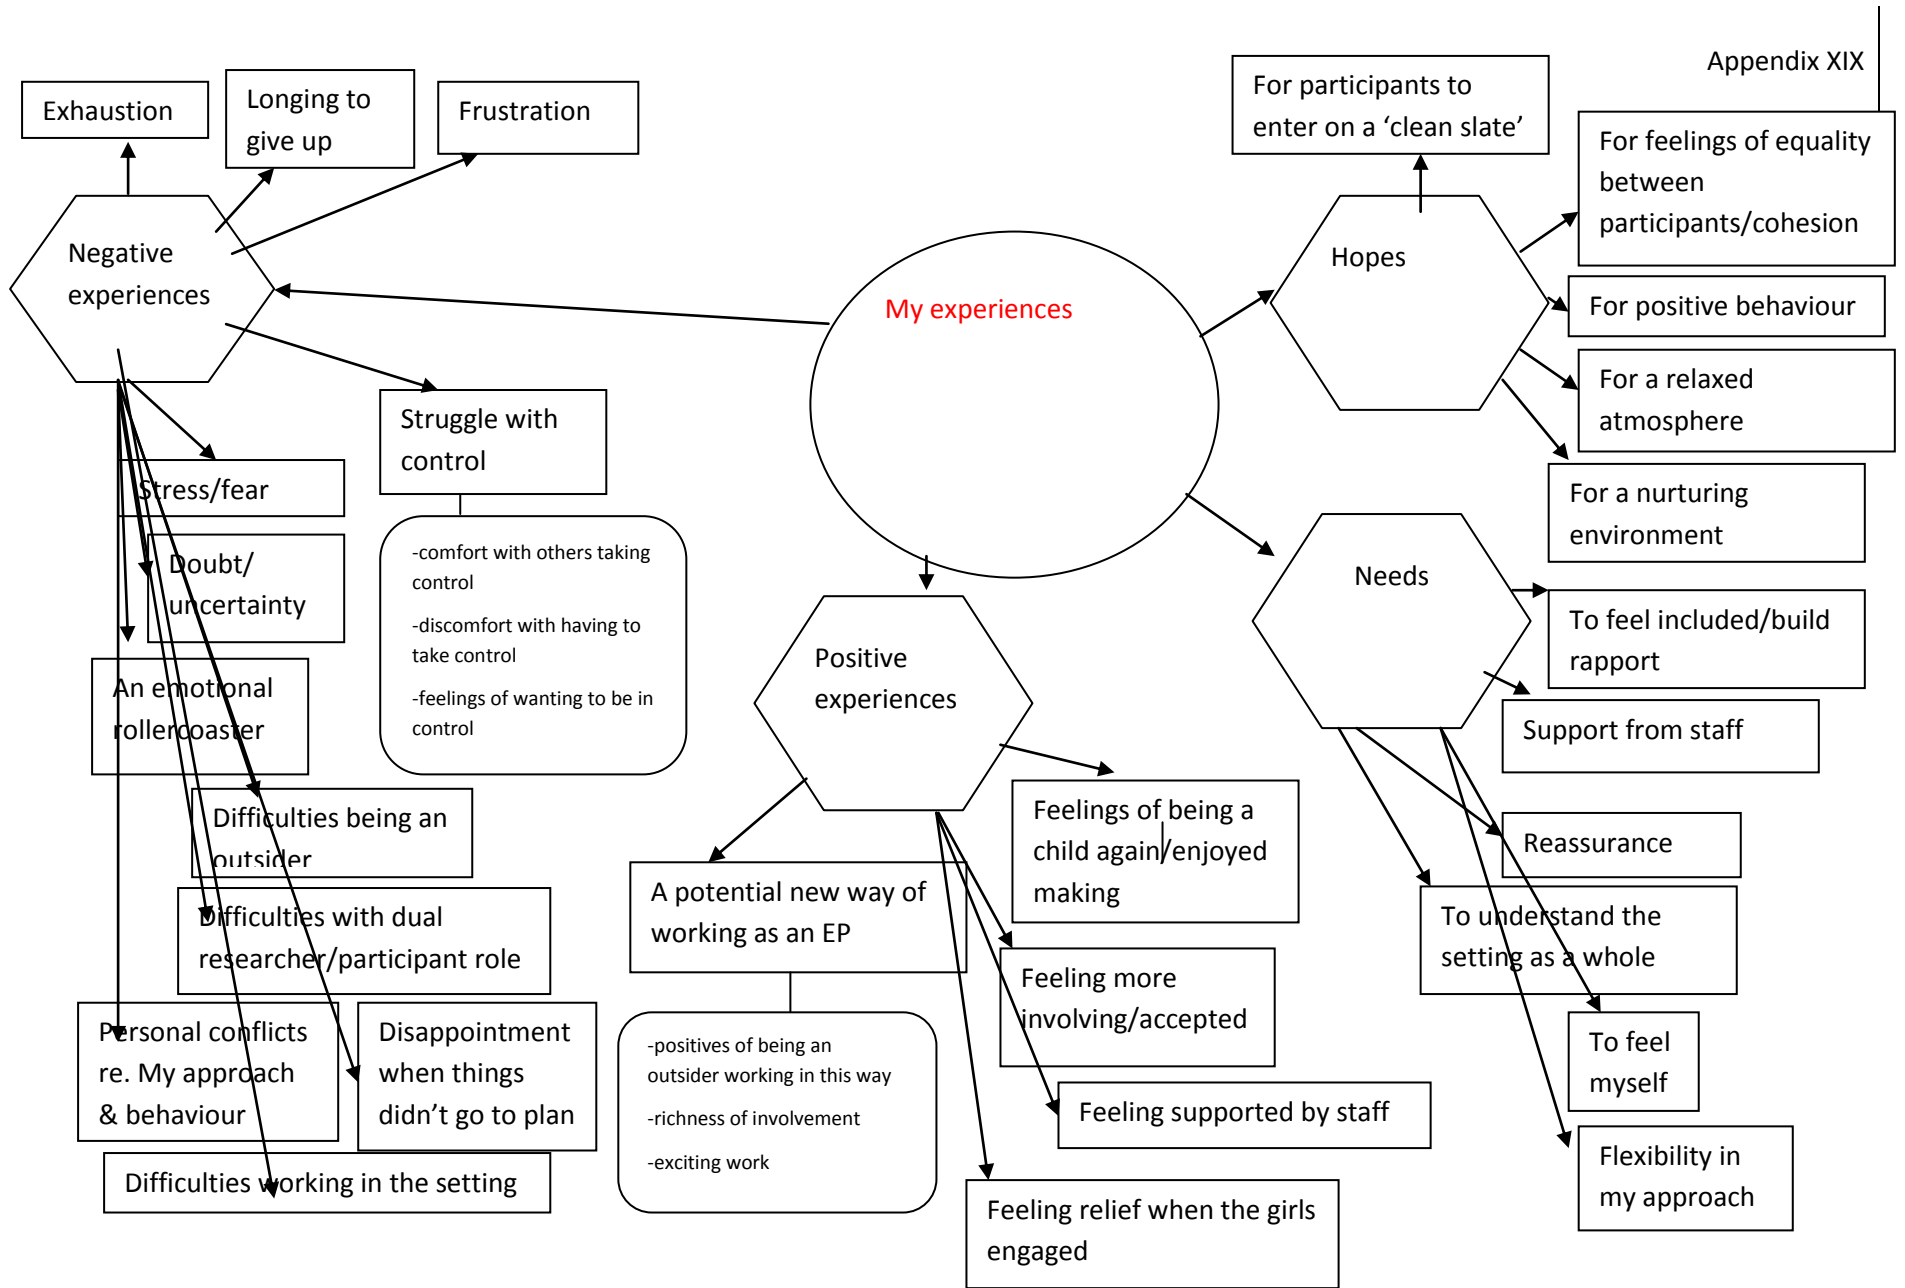 Appendix XIX
Exhaustion
Longing to
give up
Frustration
Negative
experiences
Struggle with
control
-comfort with others taking
control
-discomfort with having to
take control
-feelings of wanting to be in
control
Stress/fear
Doubt/
uncertainty
An emotional
rollercoaster
Difficulties being an
outsider
Difficulties with dual
researcher/participant role
Personal conflicts
re. My approach
& behaviour
Disappointment
when things
didn’t go to plan
Difficulties working in the setting
My experiences
Positive
experiences
A potential new way of
working as an EP
-positives of being an
outsider working in this way
-richness of involvement
-exciting work
Feelings of being a
child again/enjoyed
making
Feeling more
involving/accepted
Feeling supported by staff
Feeling relief when the girls
engaged
Hopes
For participants to
enter on a ‘clean slate’
For feelings of equality
between
participants/cohesion
For positive behaviour
For a relaxed
atmosphere
For a nurturing
environment
Needs
To feel included/build
rapport
Support from staff
Reassurance
To understand the
setting as a whole
To feel
myself
Flexibility in
my approach